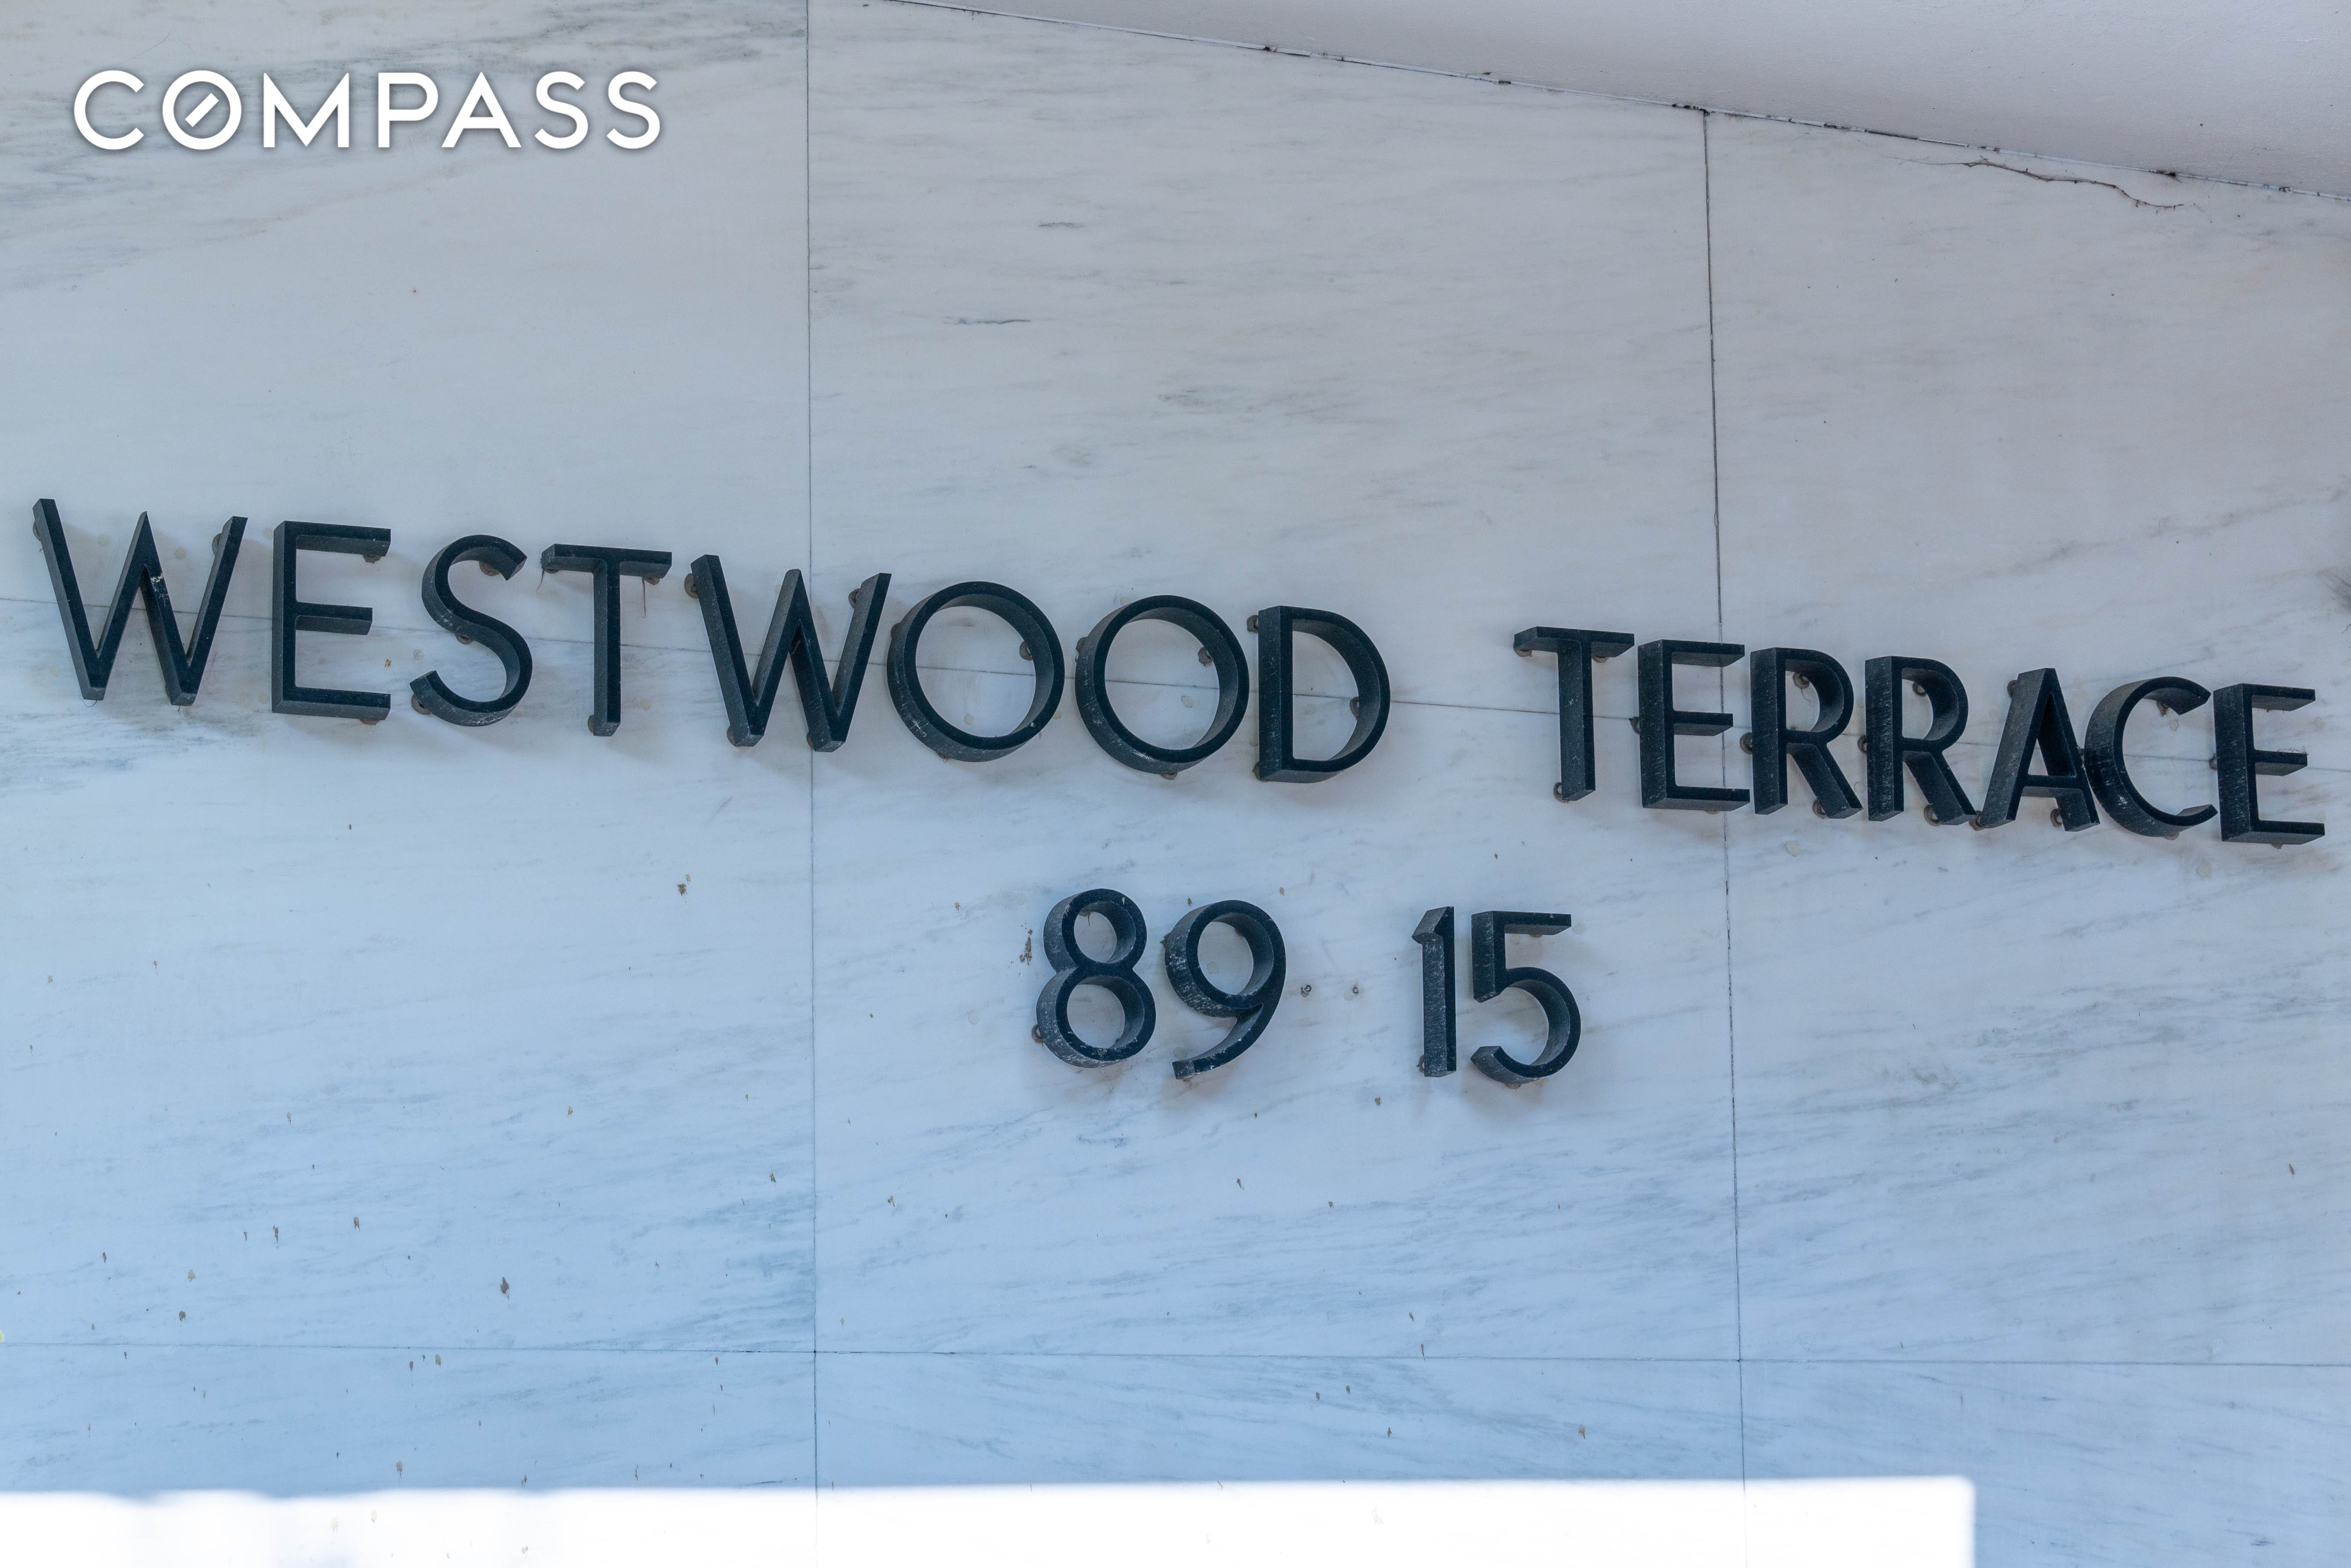 COMPASS
WESTWOOD TERRACE
89 15